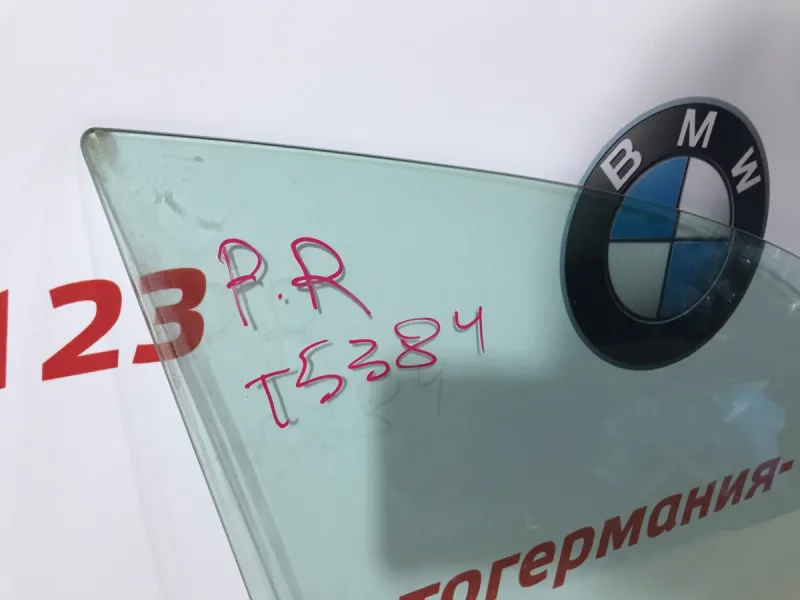 BMW
123
P.R
T5384
тогермания-